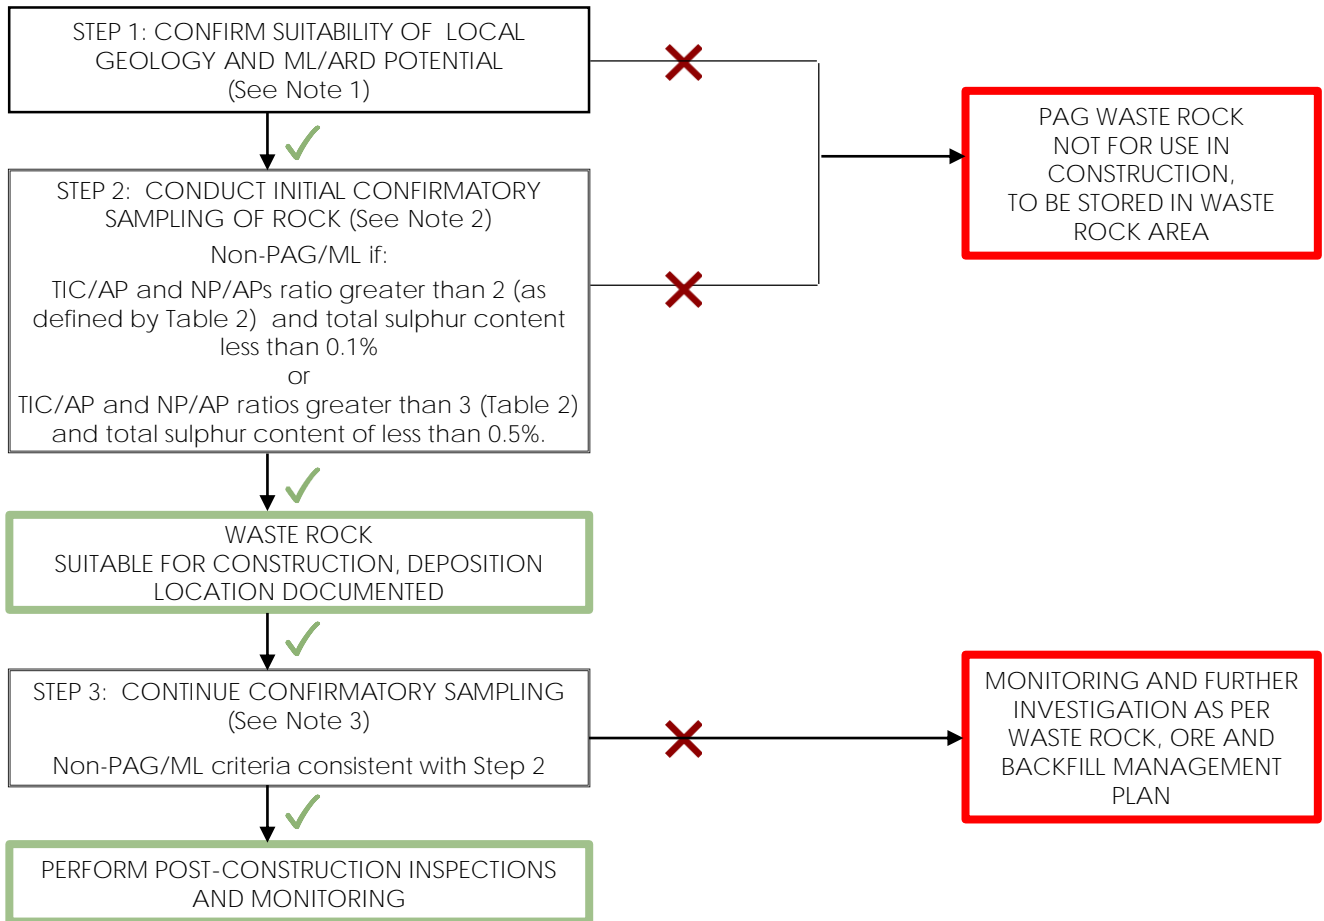 STEP 1: CONFIRM SUITABILITY OF LOCAL
GEOLOGY AND ML/ARD POTENTIAL
(See Note 1)
PAG WASTE ROCK
NOT FOR USE IN
CONSTRUCTION,
TO BE STORED IN WASTE
ROCK AREA
STEP 2: CONDUCT INITIAL CONFIRMATORY
SAMPLING OF ROCK (See Note 2)
Non-PAG/ML if:
TIC/AP and NP/APs ratio greater than 2 (as
defined by Table 2) and total sulphur content
less than 0.1%
or
TIC/AP and NP/AP ratios greater than 3 (Table 2)
and total sulphur content of less than 0.5%.
WASTE ROCK
SUITABLE FOR CONSTRUCTION, DEPOSITION
LOCATION DOCUMENTED
STEP 3: CONTINUE CONFIRMATORY SAMPLING
(See Note 3)
Non-PAG/ML criteria consistent with Step 2
MONITORING AND FURTHER
INVESTIGATION AS PER
WASTE ROCK, ORE AND
BACKFILL MANAGEMENT
PLAN
PERFORM POST-CONSTRUCTION INSPECTIONS
AND MONITORING